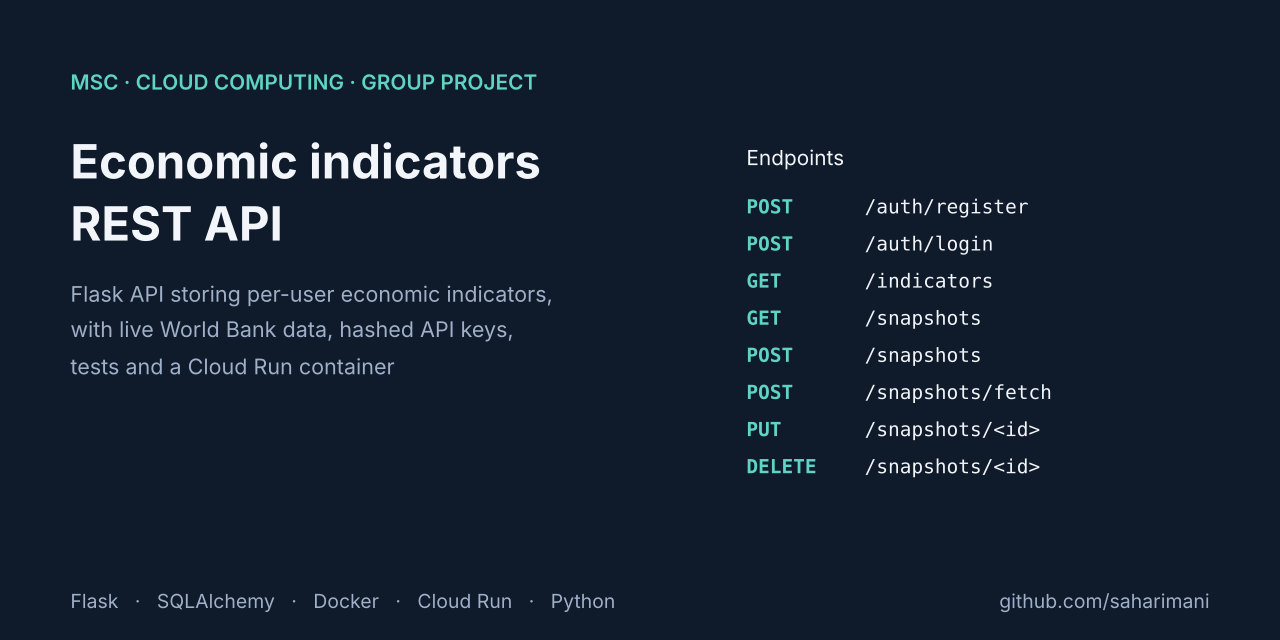 MSC · CLOUD COMPUTING · GROUP PROJECT
Economic indicators
REST API
Flask API storing per-user economic indicators,
with live World Bank data, hashed API keys,
tests and a Cloud Run container
Endpoints
POST /auth/register
POST /auth/login
GET /indicators
GET /snapshots
POST /snapshots
POST /snapshots/fetch
PUT /snapshots/<id>
DELETE /snapshots/<id>
Flask · SQLAlchemy · Docker · Cloud Run · Python
github.com/saharimani